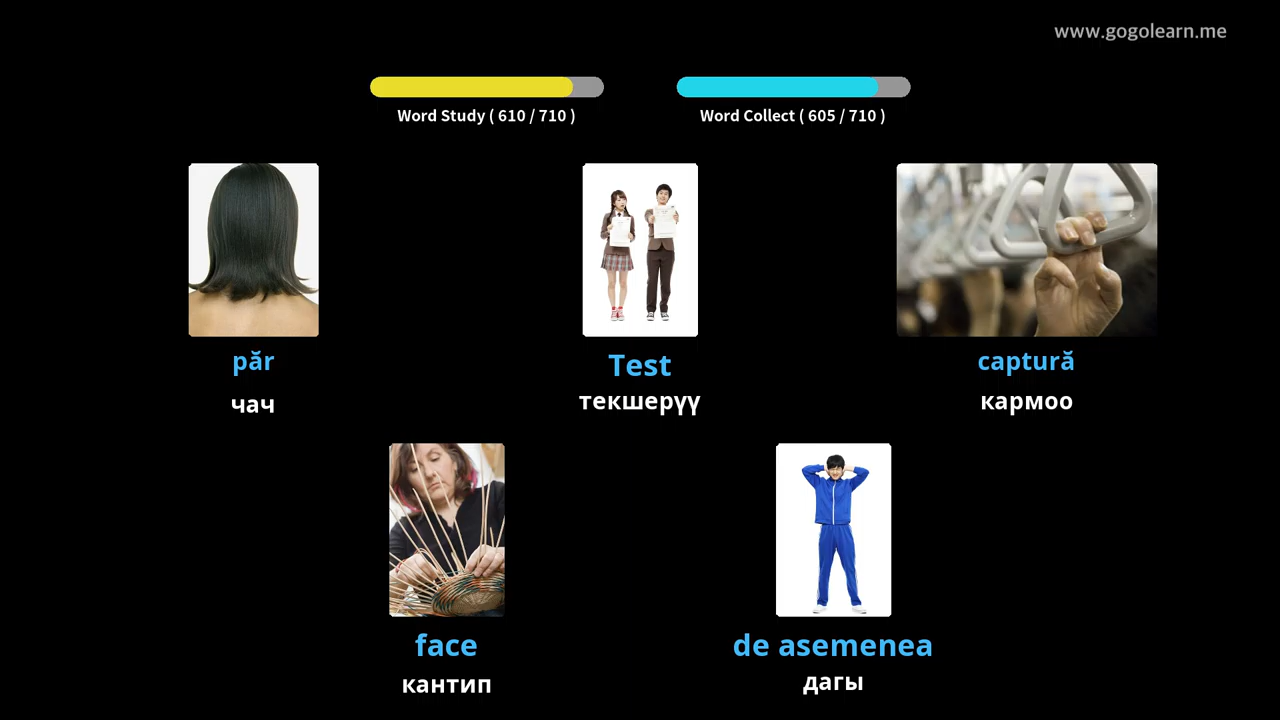 www.gogolearn.me
Word Study ( 610 / 710 )
Word Collect ( 605 / 710 )
păr
Test
captură
чач
текшерүү
кармоо
face
de asemenea
кантип
дагы